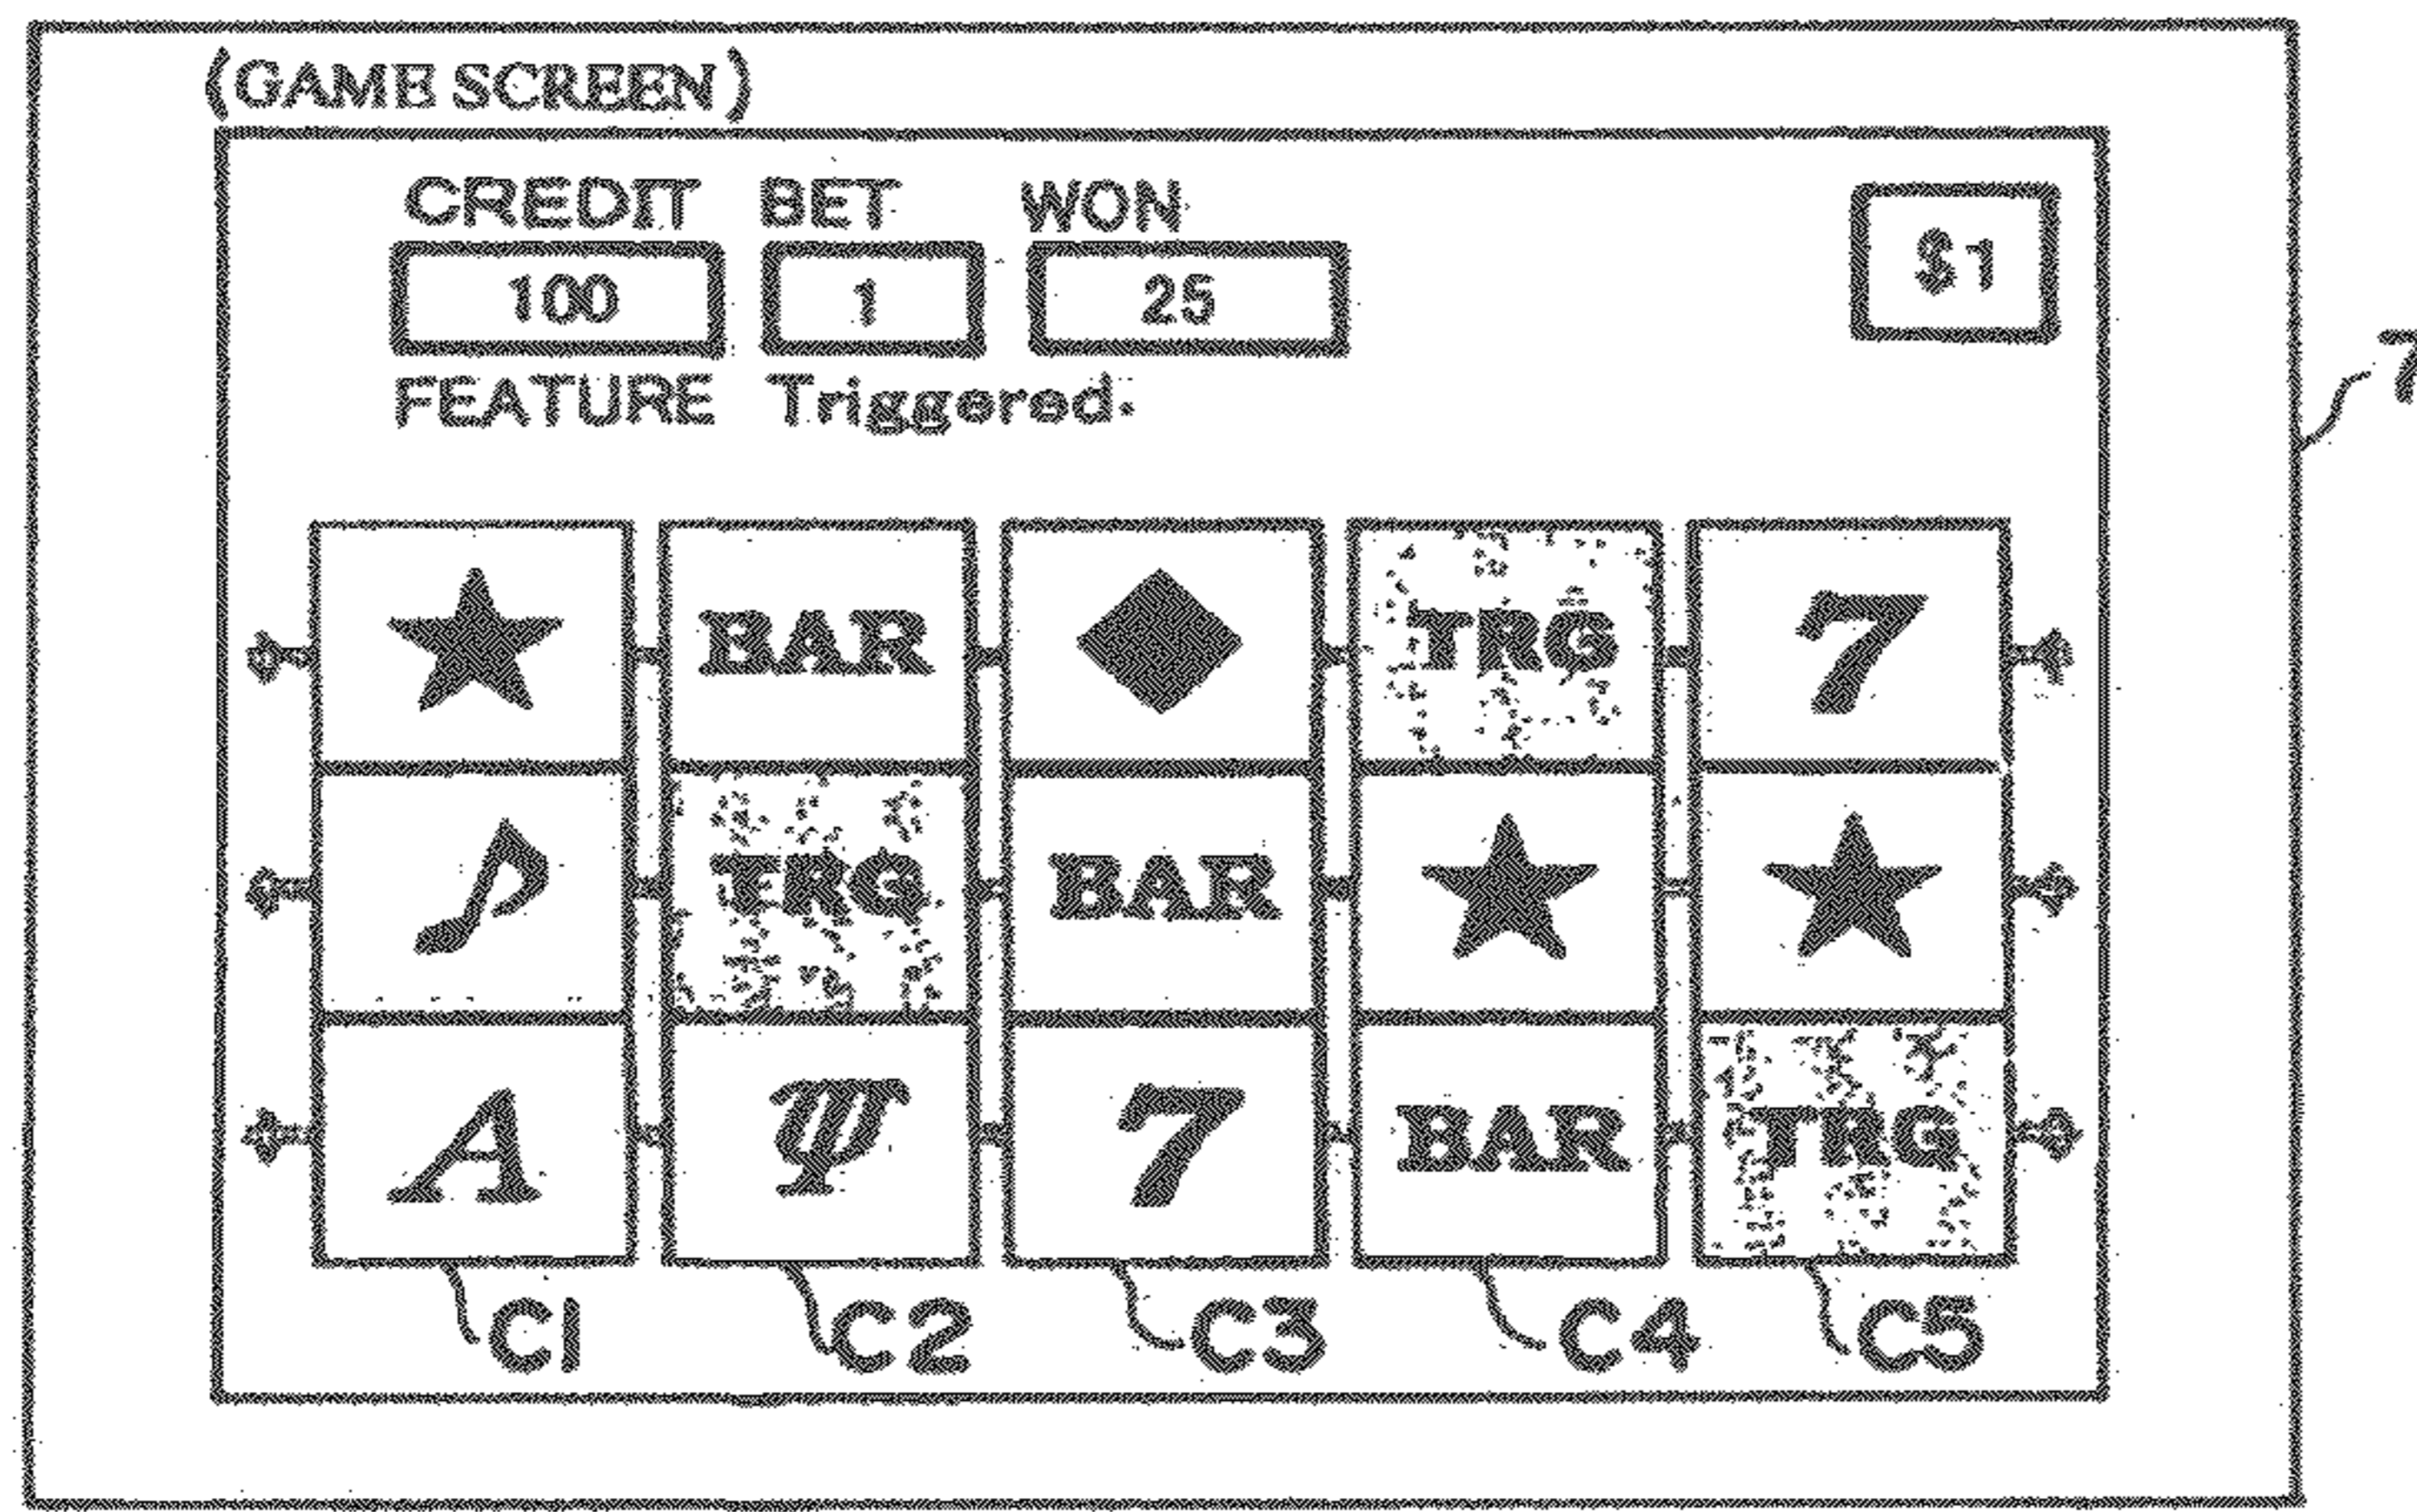 (GAME SCREEN)
CREDIT BET WON
100 1 25 $1
FEATURE Triggered.
7
BAR TRG 7
TRG BAR
A Ψ 7 BAR TRG
C1 C2 C3 C4 C5